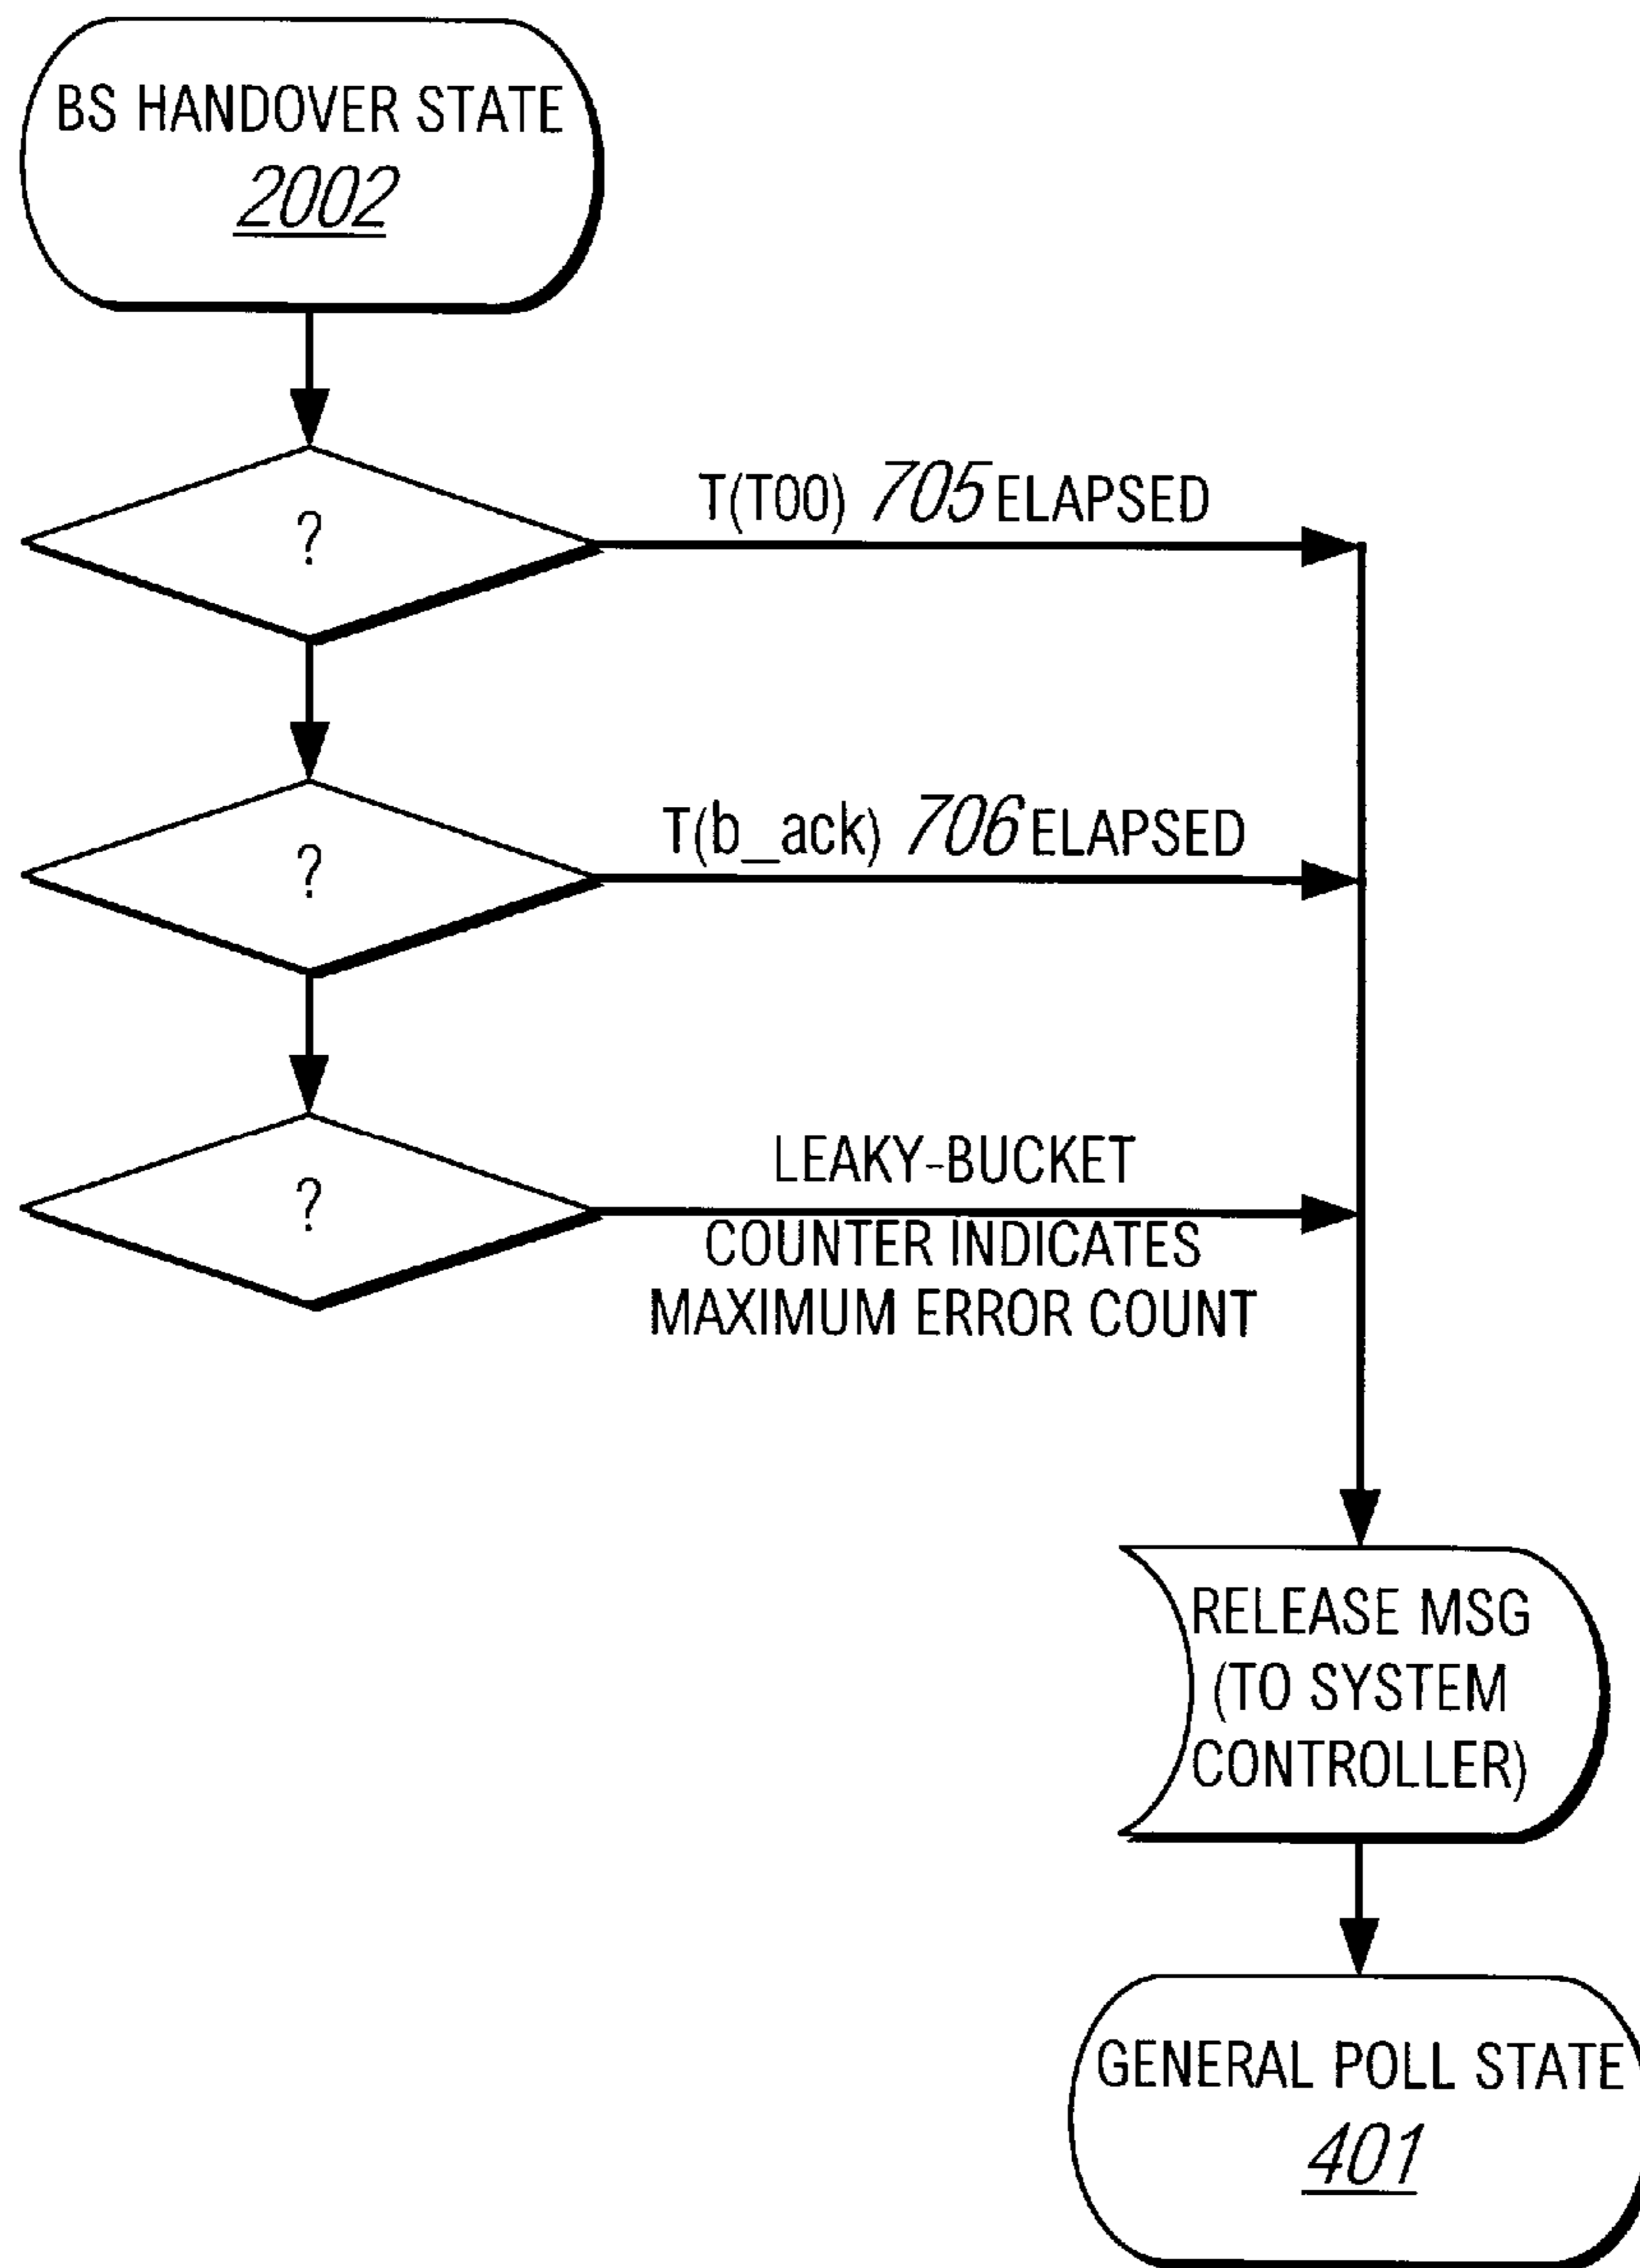 BS HANDOVER STATE
2002
?
T(T00) 705 ELAPSED
?
T(b_ack) 706 ELAPSED
?
LEAKY-BUCKET
COUNTER INDICATES
MAXIMUM ERROR COUNT
RELEASE MSG
(TO SYSTEM
CONTROLLER)
GENERAL POLL STATE
401